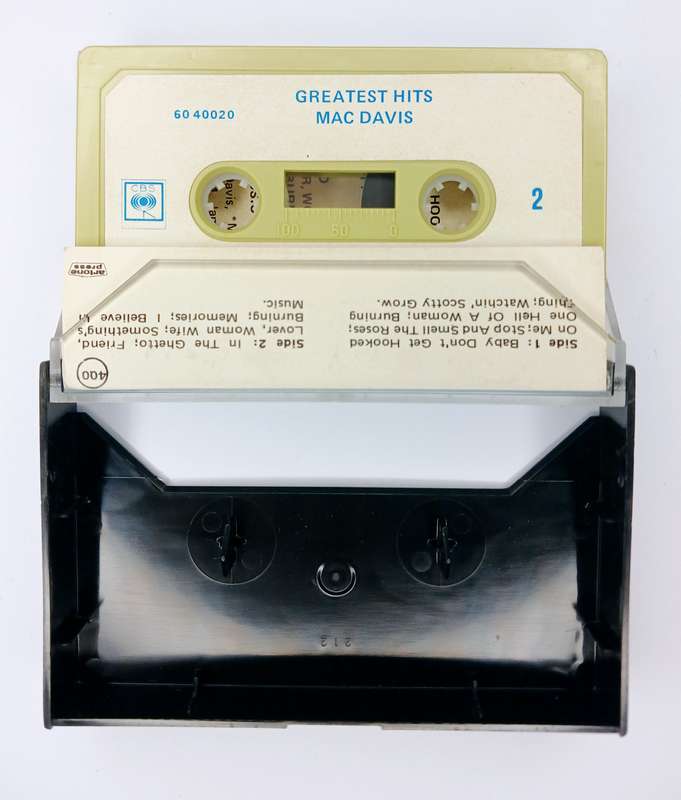 GREATEST HITS
60 40020
MAC DAVIS
CBS
2
100 50 0
HOG
artone
press
Side 1: Baby Don't Get Hooked
On Me; Stop And Smell The Roses;
One Hell Of A Woman; Burning
Thing; Watchin' Scotty Grow.
Side 2: In The Ghetto; Friend,
Lover, Woman Wife; Something's
Burning; Memories; I Believe In
Music.
400
212